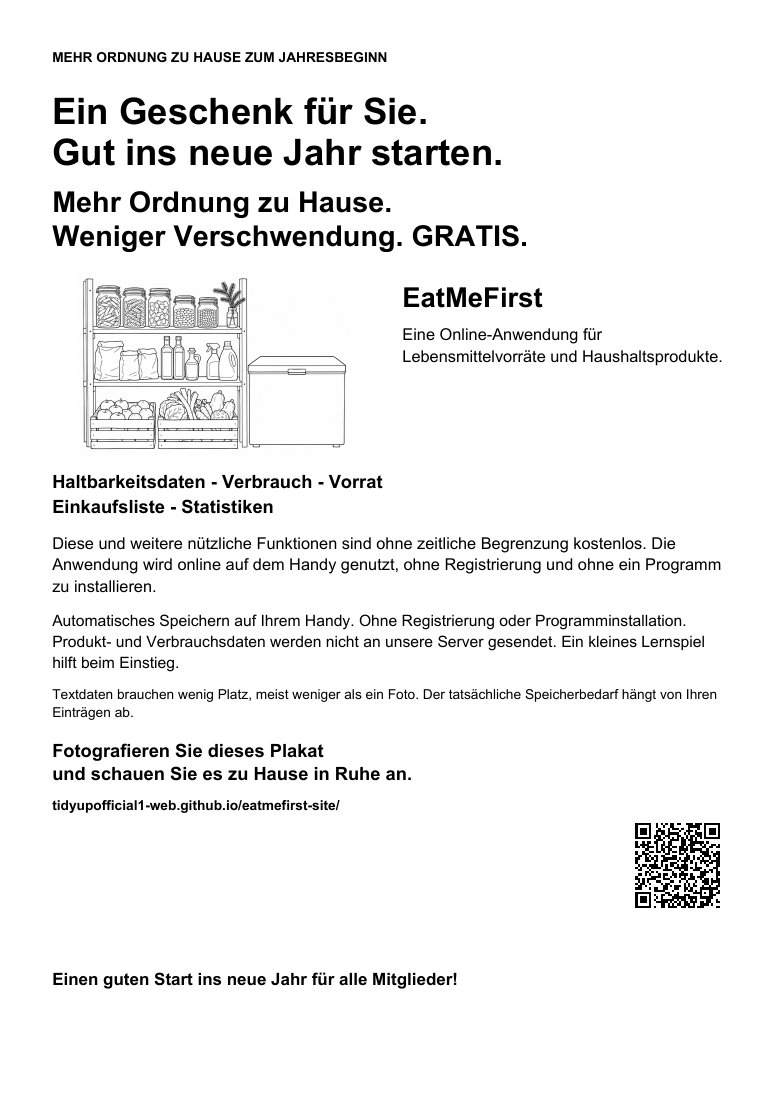 MEHR ORDNUNG ZU HAUSE ZUM JAHRESBEGINN
Ein Geschenk für Sie.
Gut ins neue Jahr starten.
Mehr Ordnung zu Hause.
Weniger Verschwendung. GRATIS.
EatMeFirst
Eine Online-Anwendung für
Lebensmittelvorräte und Haushaltsprodukte.
Haltbarkeitsdaten - Verbrauch - Vorrat
Einkaufsliste - Statistiken
Diese und weitere nützliche Funktionen sind ohne zeitliche Begrenzung kostenlos. Die
Anwendung wird online auf dem Handy genutzt, ohne Registrierung und ohne ein Programm
zu installieren.
Automatisches Speichern auf Ihrem Handy. Ohne Registrierung oder Programminstallation.
Produkt- und Verbrauchsdaten werden nicht an unsere Server gesendet. Ein kleines Lernspiel
hilft beim Einstieg.
Textdaten brauchen wenig Platz, meist weniger als ein Foto. Der tatsächliche Speicherbedarf hängt von Ihren
Einträgen ab.
Fotografieren Sie dieses Plakat
und schauen Sie es zu Hause in Ruhe an.
tidyupofficial1-web.github.io/eatmefirst-site/
Einen guten Start ins neue Jahr für alle Mitglieder!